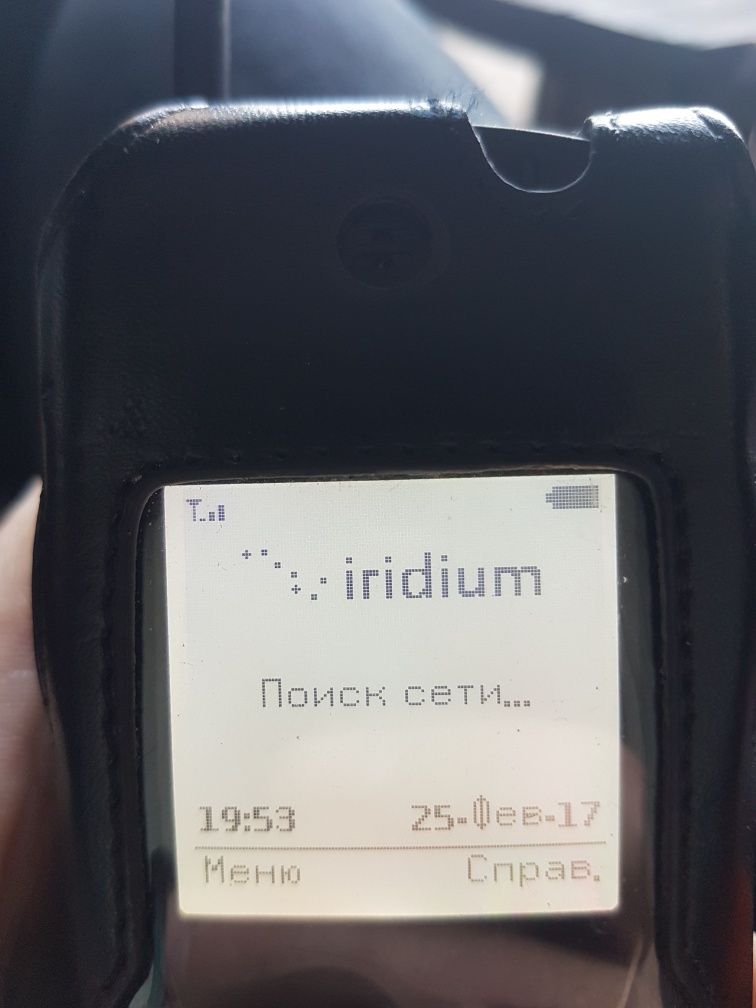 iridium
Поиск сети...
19:53 25-Фев-17
Меню Справ.